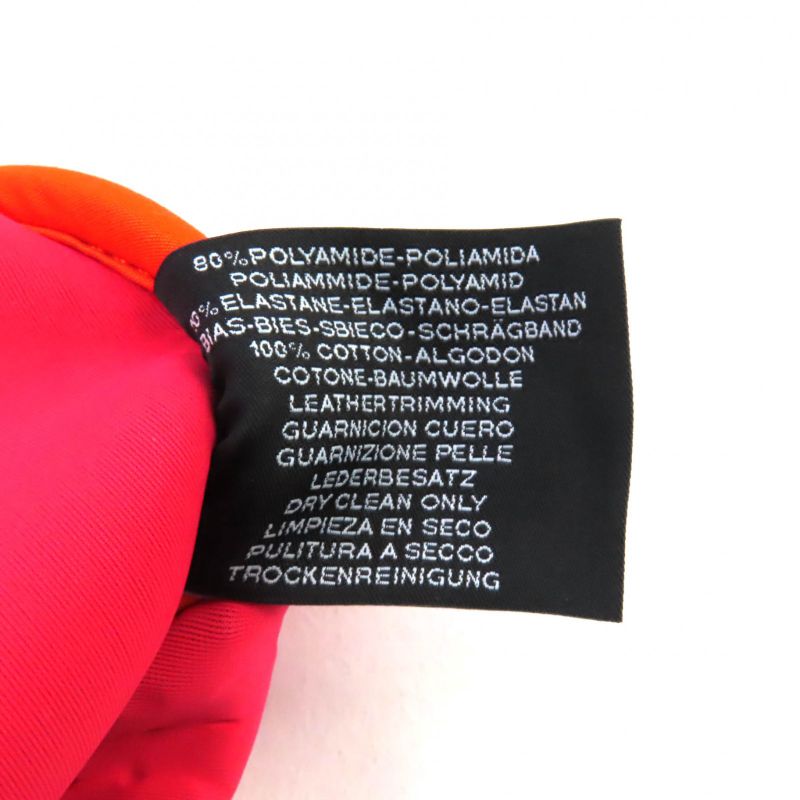 80% POLYAMIDE-POLIAMIDA
POLIAMMIDE-POLYAMID
% ELASTANE-ELASTANO-ELASTAN
BIAS-BIES-SBIECO-SCHRÄGBAND
100% COTTON-ALGODON
COTONE-BAUMWOLLE
LEATHERTRIMMING
GUARNICION CUERO
GUARNIZIONE PELLE
LEDERBESATZ
DRY CLEAN ONLY
LIMPIEZA EN SECO
PULITURA A SECCO
TROCKENREINIGUNG